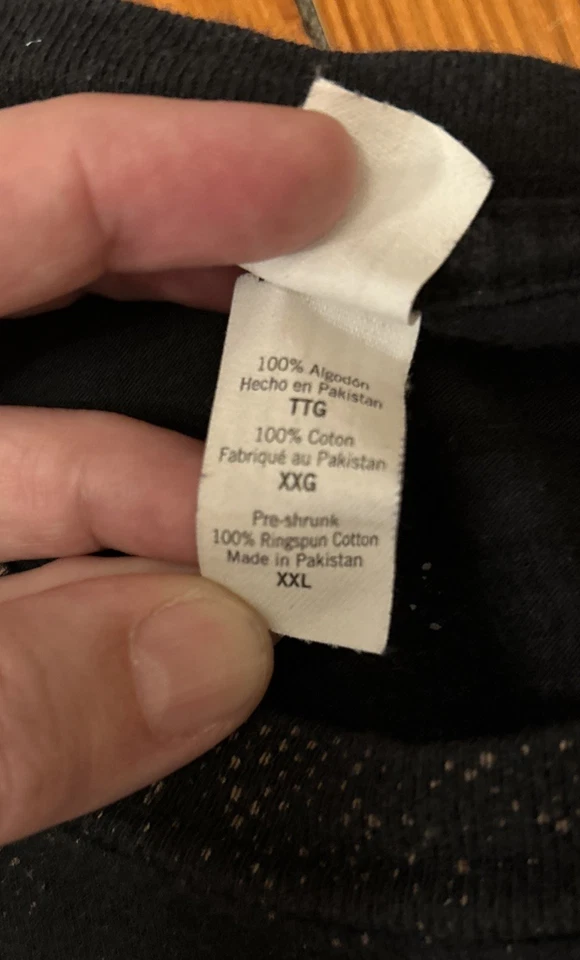 100% Algodon
Hecho en Pakistan
TTG
100% Coton
Fabriqué au Pakistan
XXG
Pre-shrunk
100% Ringspun Cotton
Made in Pakistan
XXL